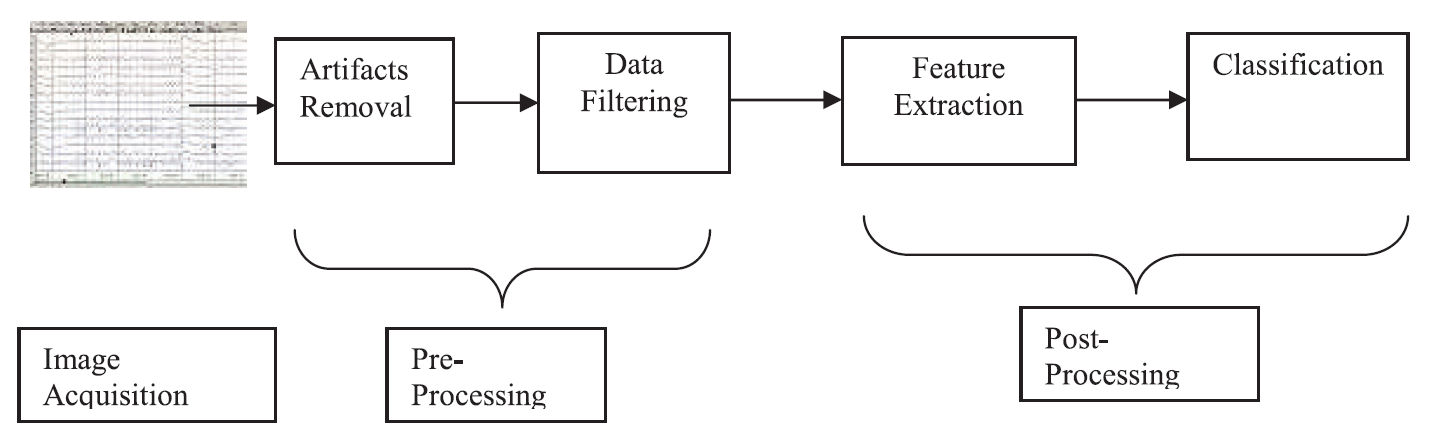 Artifacts
Removal
Data
Filtering
Feature
Extraction
Classification
Image
Acquisition
Pre-
Processing
Post-
Processing